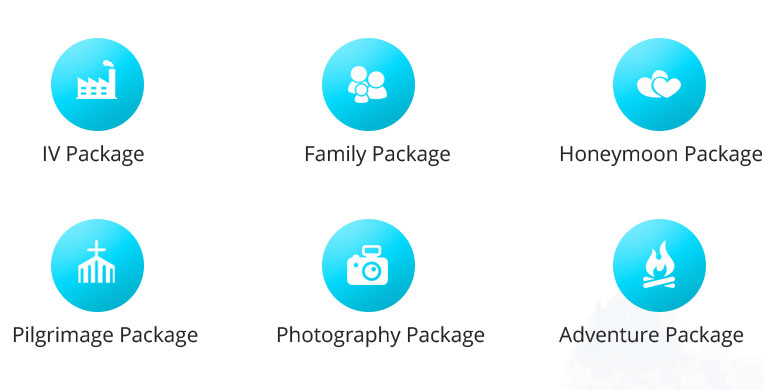 IV Package
Family Package
Honeymoon Package
Pilgrimage Package
Photography Package
Adventure Package